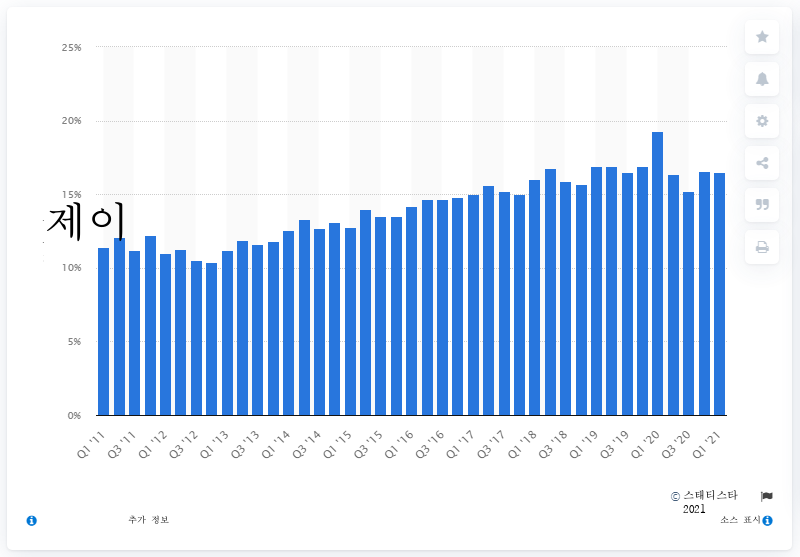 25%
20%
15%
제이
10%
5%
0%
Q1 '11
Q3 '11
Q1 '12
Q3 '12
Q1 '13
Q3 '13
Q1 '14
Q3 '14
Q1 '15
Q3 '15
Q1 '16
Q3 '16
Q1 '17
Q3 '17
Q1 '18
Q3 '18
Q1 '19
Q3 '19
Q1 '20
Q3 '20
Q1 '21
© 스태티스타
2021
추가 정보
소스 표시